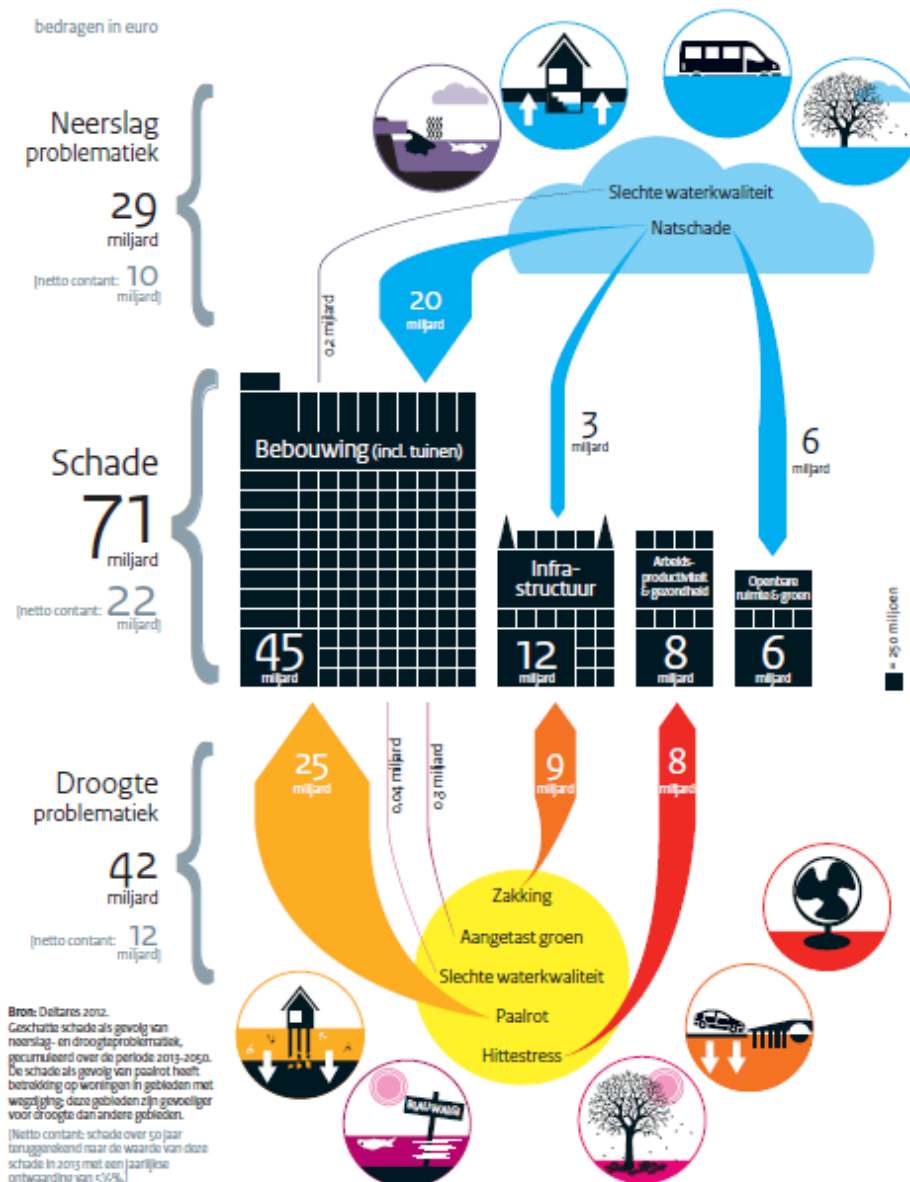 bedragen in euro
Neerslag
problematiek
29
miljard
[netto contant: 10
miljard]
Slechte waterkwaliteit
Natschade
0,2 miljard
20
miljard
3
miljard
6
miljard
Schade
71
miljard
[netto contant: 22
miljard]
Bebouwing (incl. tuinen)
45
miljard
Infra-
structuur
12
miljard
Arbeids-
productiviteit
& gezondheid
8
miljard
Openbare
ruimte & groen
6
miljard
= 250 miljoen
Droogte
problematiek
42
miljard
[netto contant: 12
miljard]
25
miljard
0,04 miljard
miljard
9
miljard
8
miljard
Zakking
Aangetast groen
Slechte waterkwaliteit
Paalrot
Hittestress
BLAUWALG
Bron: Deltares 2012.
Geschatte schade als gevolg van
neerslag- en droogteproblematiek,
gecumuleerd over de periode 2013-2050.
De schade als gevolg van paalrot heeft
betrekking op woningen in gebieden met
wegzijging; deze gebieden zijn gevoeliger
voor droogte dan andere gebieden.
[Netto contant: schade over 50 jaar
teruggerekend naar de waarde van deze
schade in 2013 met een jaarlijkse
ontwaarding van 5½%.]